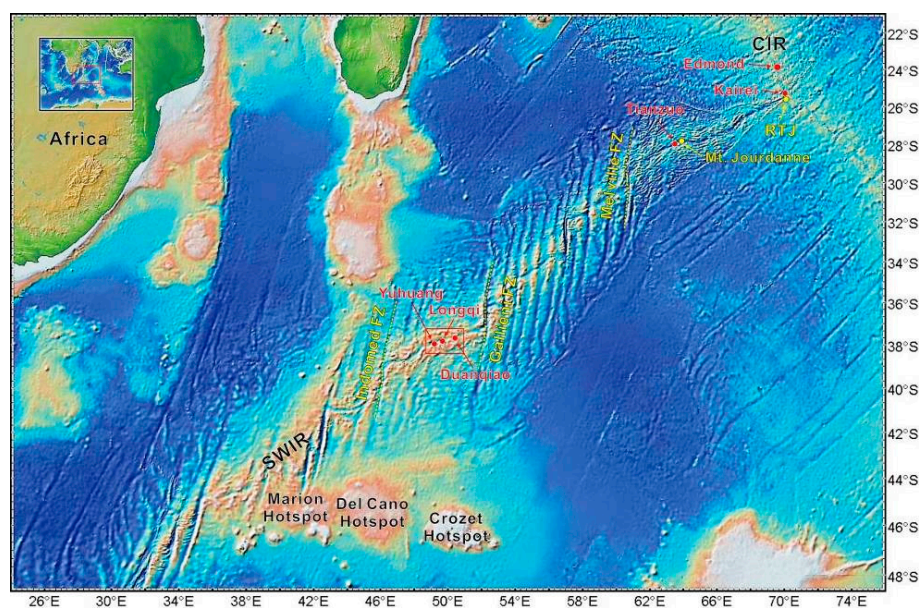 CIR
Edmond
Kairei
Tianzuo
RTJ
Mt. Jourdanne
Africa
Melville FZ
Yuhuang
Longqi
Indomed FZ
Gallieni FZ
Duanqiao
SWIR
Marion
Hotspot
Del Cano
Hotspot
Crozet
Hotspot
22°S
24°S
26°S
28°S
30°S
32°S
34°S
36°S
38°S
40°S
42°S
44°S
46°S
48°S
26°E
30°E
34°E
38°E
42°E
46°E
50°E
54°E
58°E
62°E
66°E
70°E
74°E